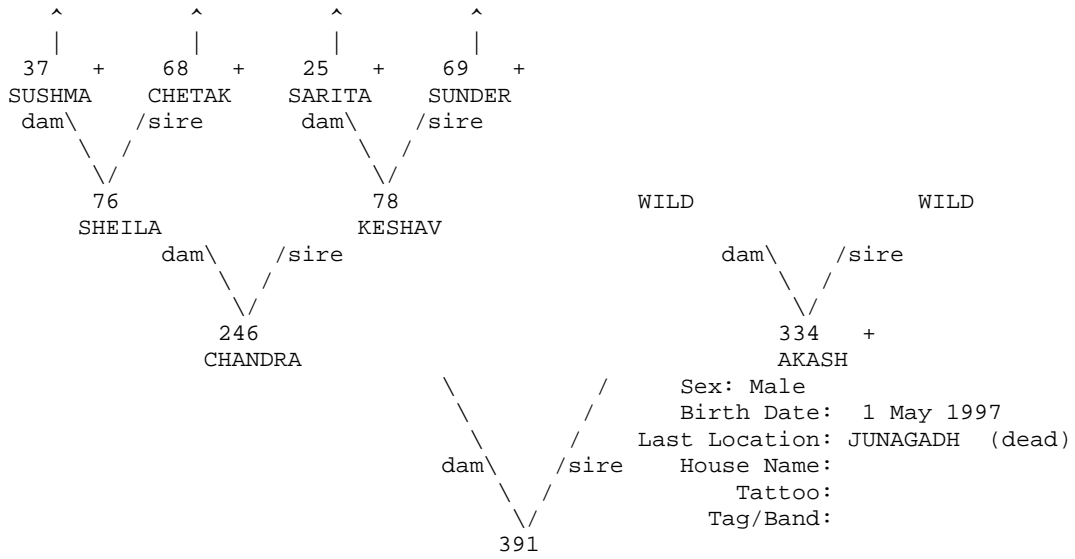 ^ ^ ^ ^
| | | |
37 + 68 + 25 + 69 +
SUSHMA CHETAK SARITA SUNDER
dam\ /sire dam\ /sire
\ / \ /
\/ \/
76 78 WILD WILD
SHEILA KESHAV
dam\ /sire dam\ /sire
\ / \ /
\/ \/
246 334 +
CHANDRA AKASH
\ / Sex: Male
\ / Birth Date: 1 May 1997
\ / Last Location: JUNAGADH (dead)
dam\ /sire House Name:
\ / Tattoo:
\/ Tag/Band:
391